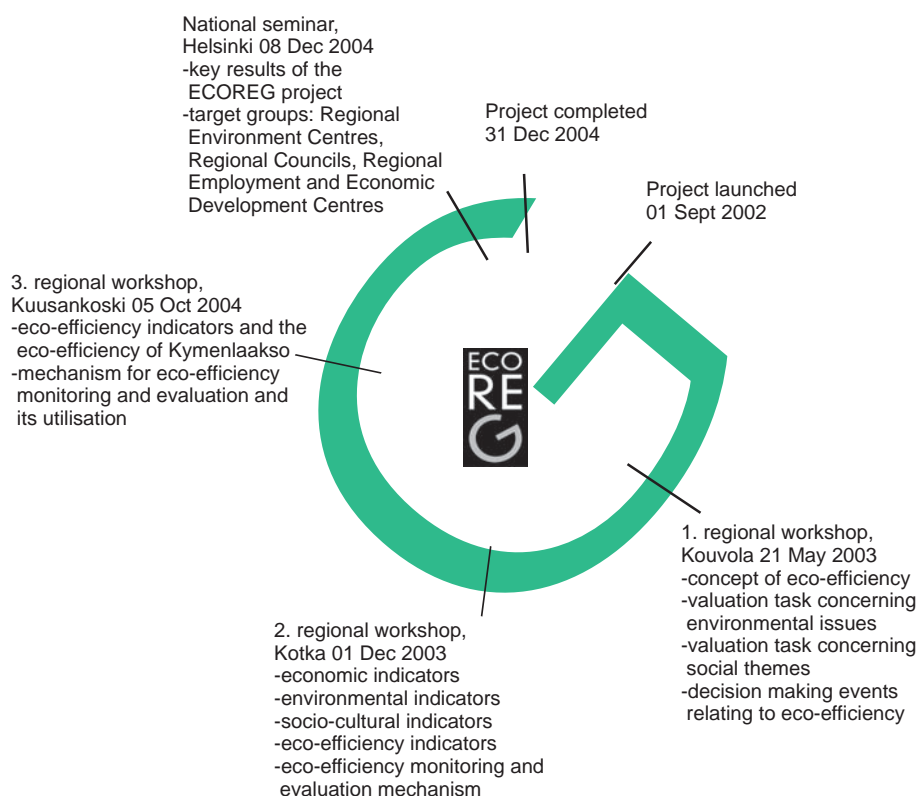 National seminar,
Helsinki 08 Dec 2004
-key results of the
ECOREG project
-target groups: Regional
Environment Centres,
Regional Councils, Regional
Employment and Economic
Development Centres
Project completed
31 Dec 2004
Project launched
01 Sept 2002
3. regional workshop,
Kuusankoski 05 Oct 2004
-eco-efficiency indicators and the
eco-efficiency of Kymenlaakso
-mechanism for eco-efficiency
monitoring and evaluation and
its utilisation
ECO
RE
G
1. regional workshop,
Kouvola 21 May 2003
-concept of eco-efficiency
-valuation task concerning
environmental issues
-valuation task concerning
social themes
-decision making events
relating to eco-efficiency
2. regional workshop,
Kotka 01 Dec 2003
-economic indicators
-environmental indicators
-socio-cultural indicators
-eco-efficiency indicators
-eco-efficiency monitoring and
evaluation mechanism